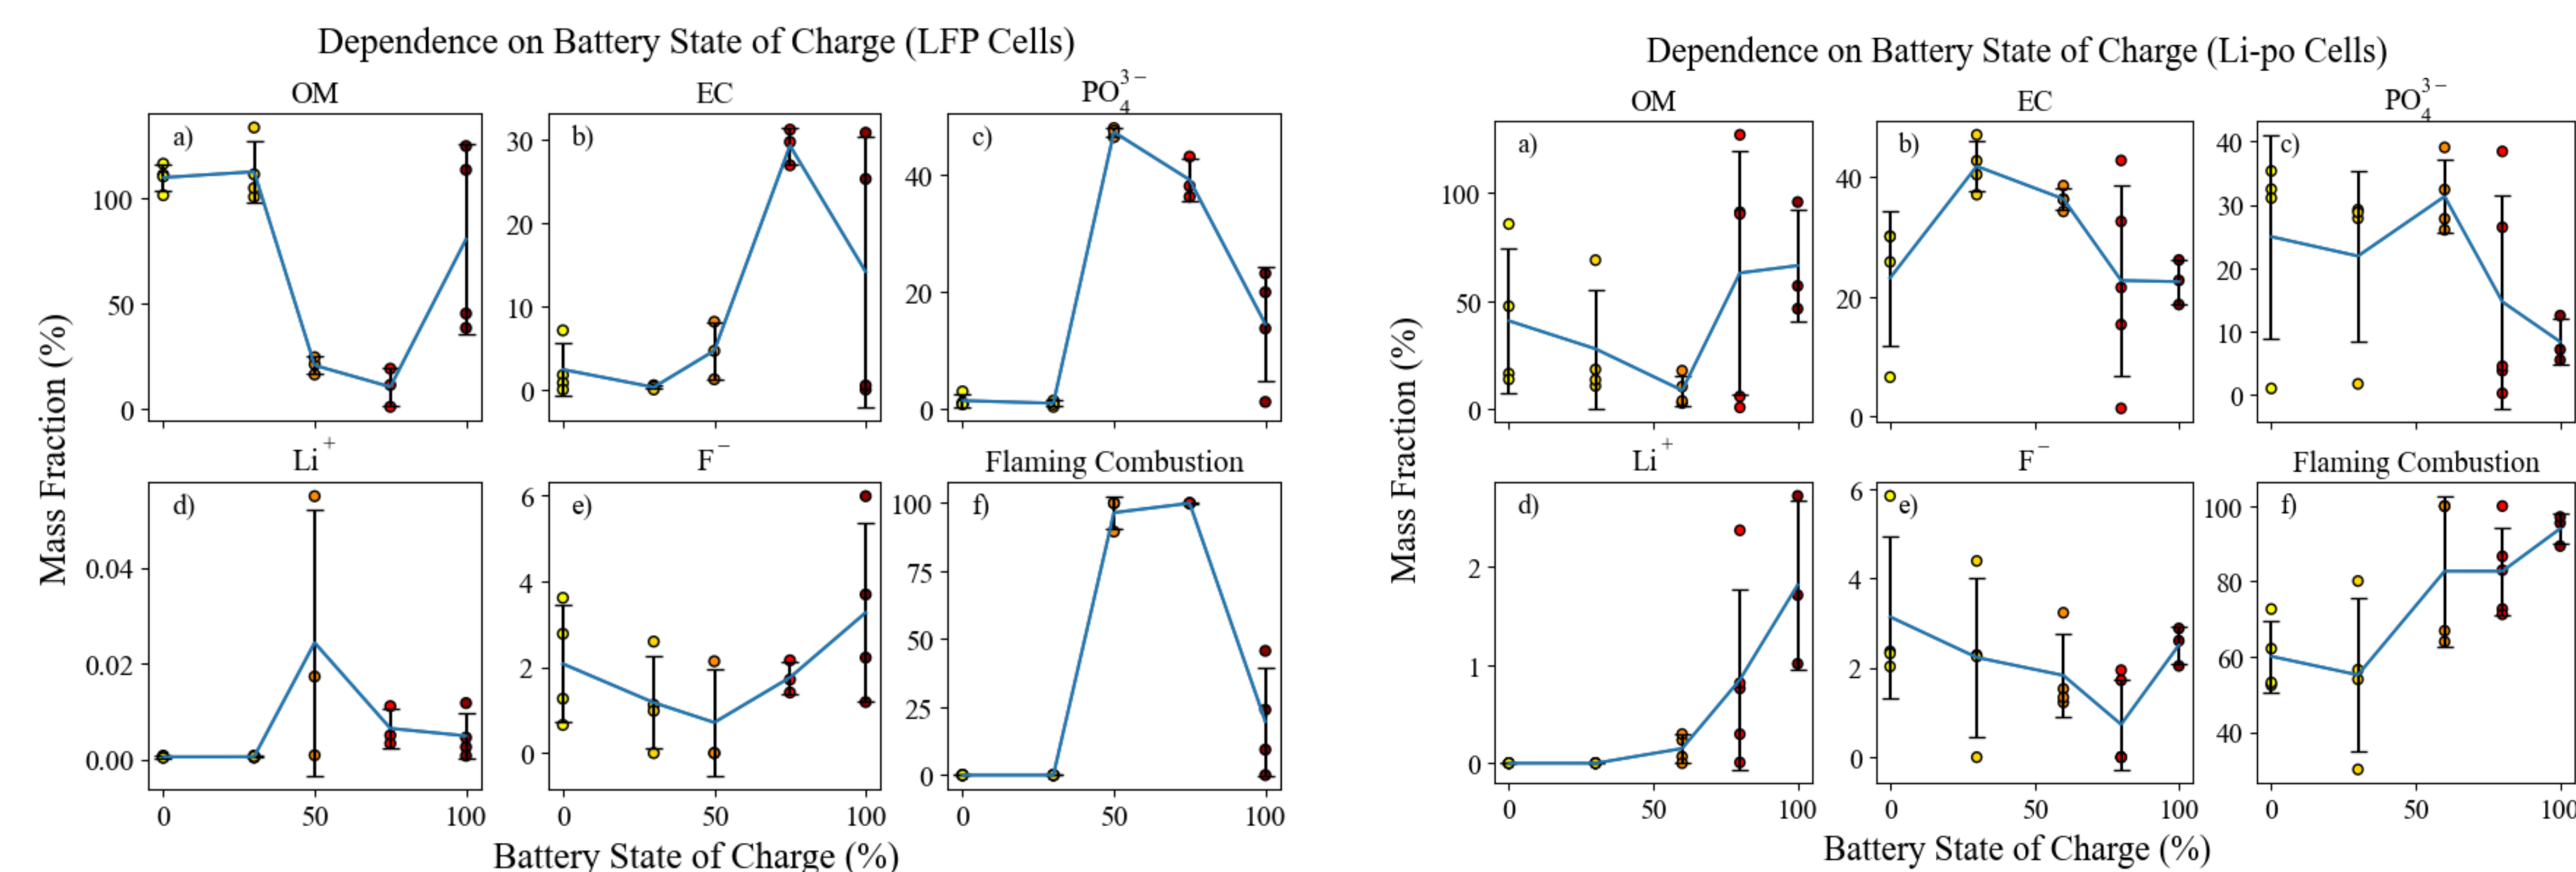 Dependence on Battery State of Charge (LFP Cells)
Mass Fraction (%)
OM
a)
100
50
0
EC
b)
30
20
10
0
PO₄³⁻
c)
40
20
0
Li⁺
d)
0.04
0.02
0.00
0 50 100
F⁻
e)
6
4
2
0
0 50 100
Flaming Combustion
f)
100
75
50
25
0
0 50 100
Battery State of Charge (%)
Dependence on Battery State of Charge (Li-po Cells)
Mass Fraction (%)
OM
a)
100
50
0
EC
b)
40
20
0
PO₄³⁻
c)
40
30
20
10
0
Li⁺
d)
2
1
0
0 50 100
F⁻
e)
6
4
2
0
0 50 100
Flaming Combustion
f)
100
80
60
40
0 50 100
Battery State of Charge (%)